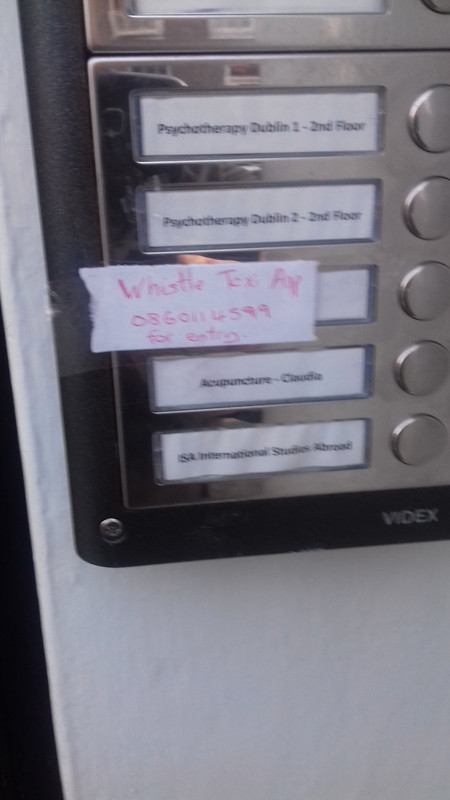 Psychotherapy Dublin 1 - 2nd Floor
Psychotherapy Dublin 2 - 2nd Floor
Whistle Taxi App
0860114599
for entry.
Acupuncture - Claudia
ISA International Studies Abroad
VIDEX